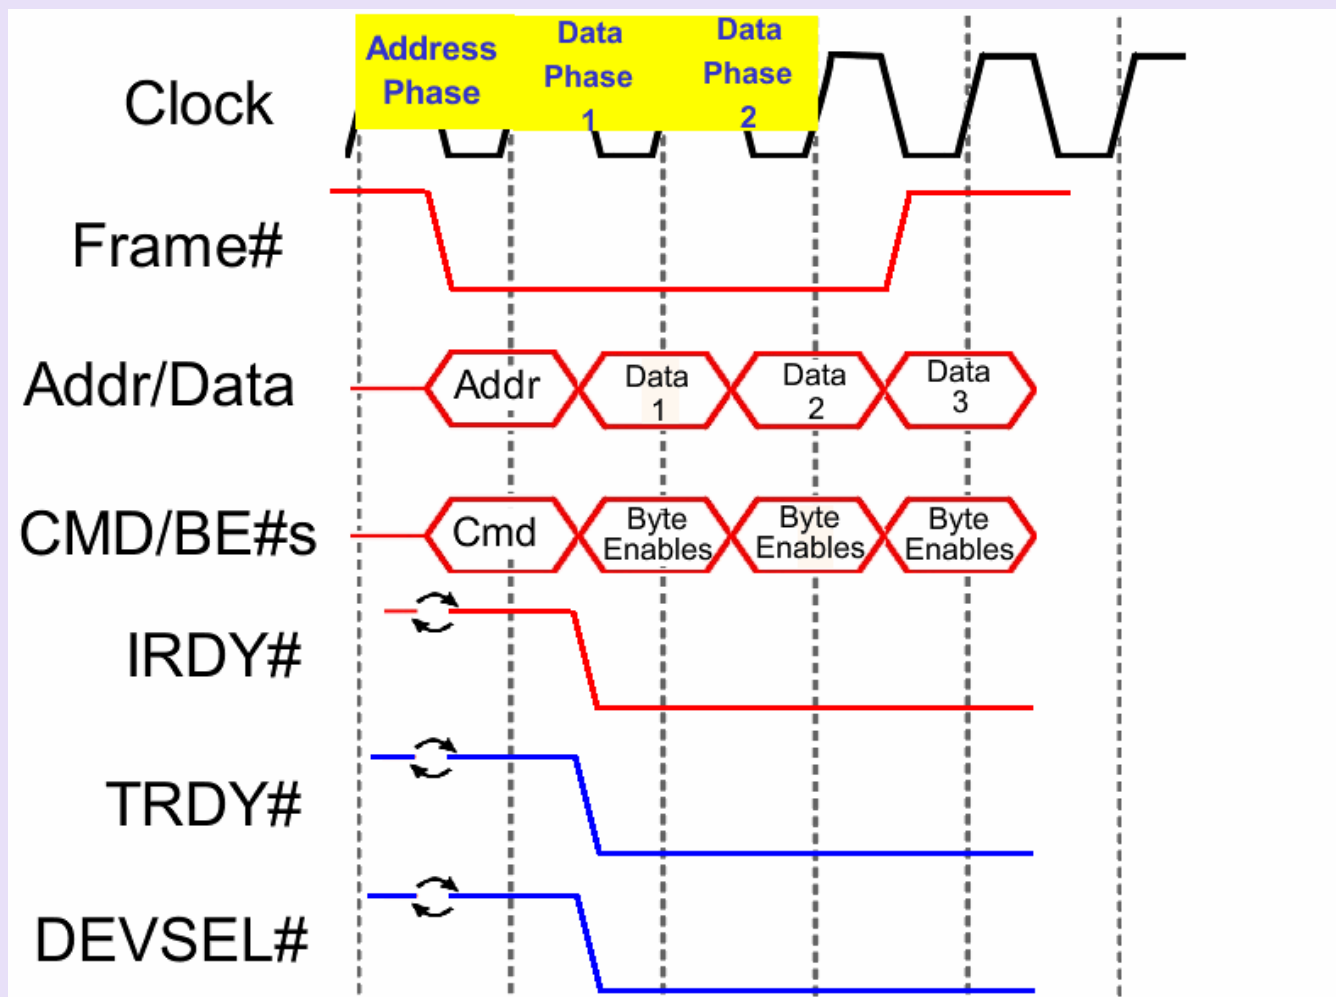 Address
Phase
Data
Phase
1
Data
Phase
2
Clock
Frame#
Addr/Data
Addr
Data
1
Data
2
Data
3
CMD/BE#s
Cmd
Byte
Enables
Byte
Enables
Byte
Enables
IRDY#
TRDY#
DEVSEL#